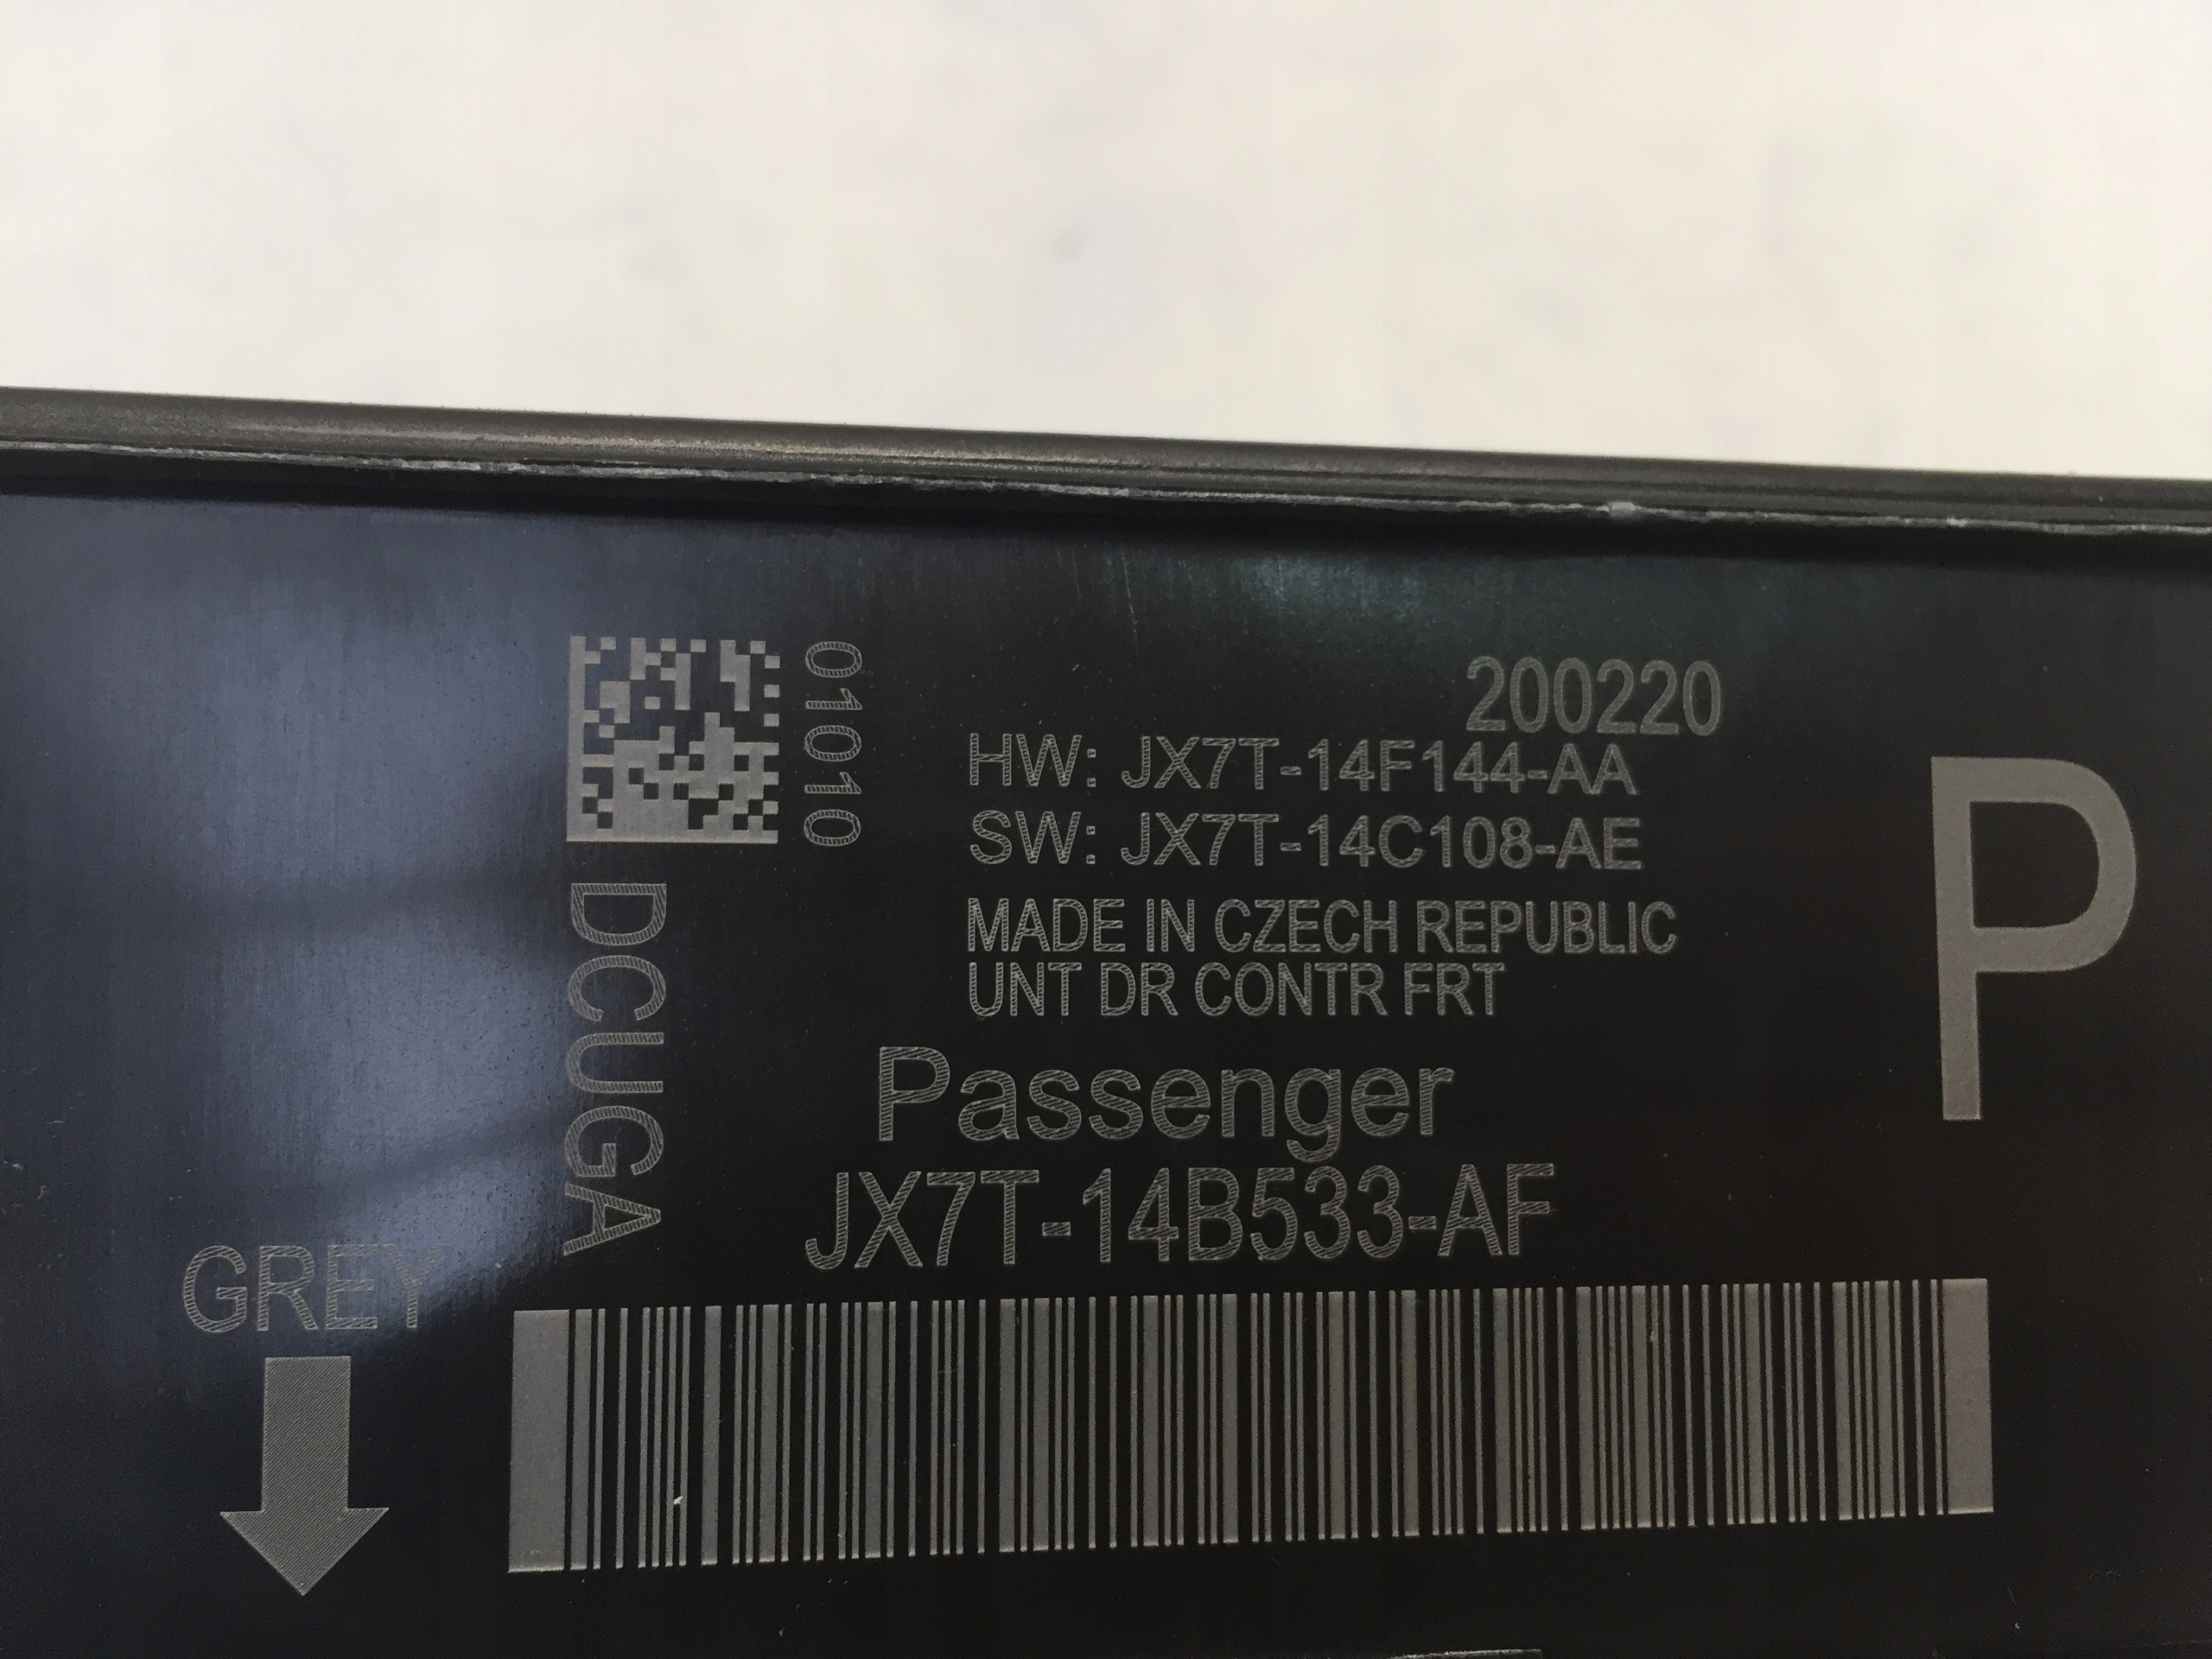 200220
HW: JX7T-14F144-AA
SW: JX7T-14C108-AE
MADE IN CZECH REPUBLIC
UNT DR CONTR FRT
Passenger
JX7T-14B533-AF
P
011010
DCUGA
GREY